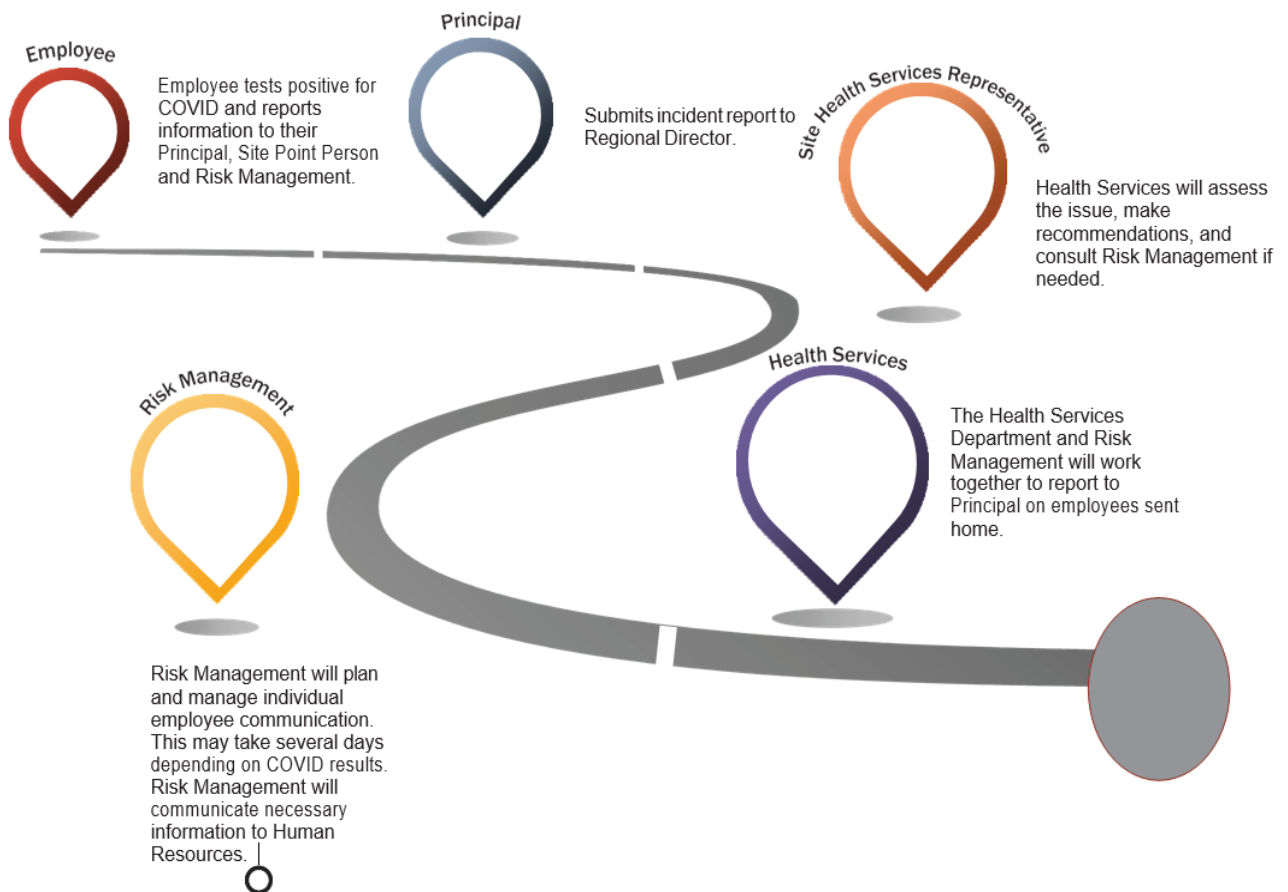 Employee
Employee tests positive for
COVID and reports
information to their
Principal, Site Point Person
and Risk Management.
Principal
Submits incident report to
Regional Director.
Site Health Services Representative
Health Services will assess
the issue, make
recommendations, and
consult Risk Management if
needed.
Risk Management
Risk Management will plan
and manage individual
employee communication.
This may take several days
depending on COVID results.
Risk Management will
communicate necessary
information to Human
Resources.
Health Services
The Health Services
Department and Risk
Management will work
together to report to
Principal on employees sent
home.